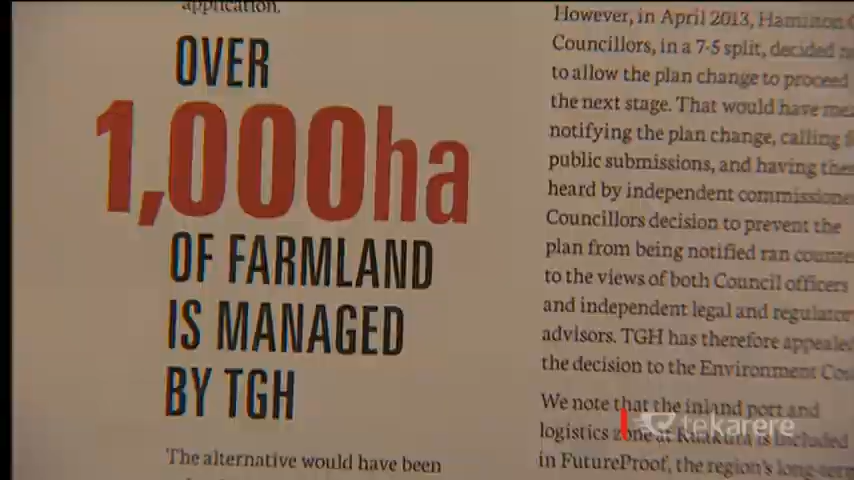 application.
OVER
1,000ha
OF FARMLAND
IS MANAGED
BY TGH
The alternative would have been
However, in April 2013, Hamilton
Councillors, in a 7-5 split, decided
to allow the plan change to proceed
the next stage. That would have
notifying the plan change, calling
public submissions, and having
heard by independent
Councillors decision to prevent the
plan from being notified ran
to the views of both Council officers
and independent legal and
advisors. TGH has therefore appealed
the decision to the Environment
We note that the inland port and
logistics zone at Ruakura is included
in FutureProof, the region's
tekarere